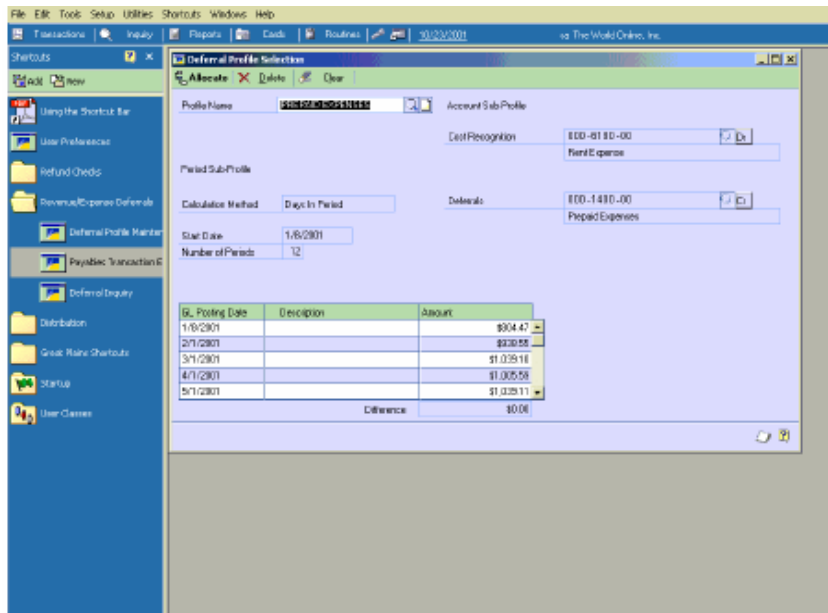 File Edit Tools Setup Utilities Shortcuts Windows Help
Transactions Inquiry Reports Cards Routines 10/23/2001 sa The World Online, Inc.
Shortcuts
Add New
Using the Shortcut Bar
User Preferences
Refund Checks
Revenue/Expense Deferrals
Deferral Profile Mainten
Payables Transaction E
Deferral Inquiry
Distribution
Great Plains Shortcuts
Startup
User Classes
Deferral Profile Selection
Allocate Delete Clear
Profile Name PREPAID EXPENSES
Account Sub-Profile
Cost Recognition 000-6180-00
Rent Expense
Period Sub-Profile
Calculation Method Days In Period
Deferrals 000-1490-00
Prepaid Expenses
Start Date 1/8/2001
Number of Periods 12
GL Posting Date Description Amount
1/8/2001 $804.47
2/1/2001
3/1/2001 $1,039.10
4/1/2001 $1,005.58
5/1/2001 $1,039.11
Difference $0.00